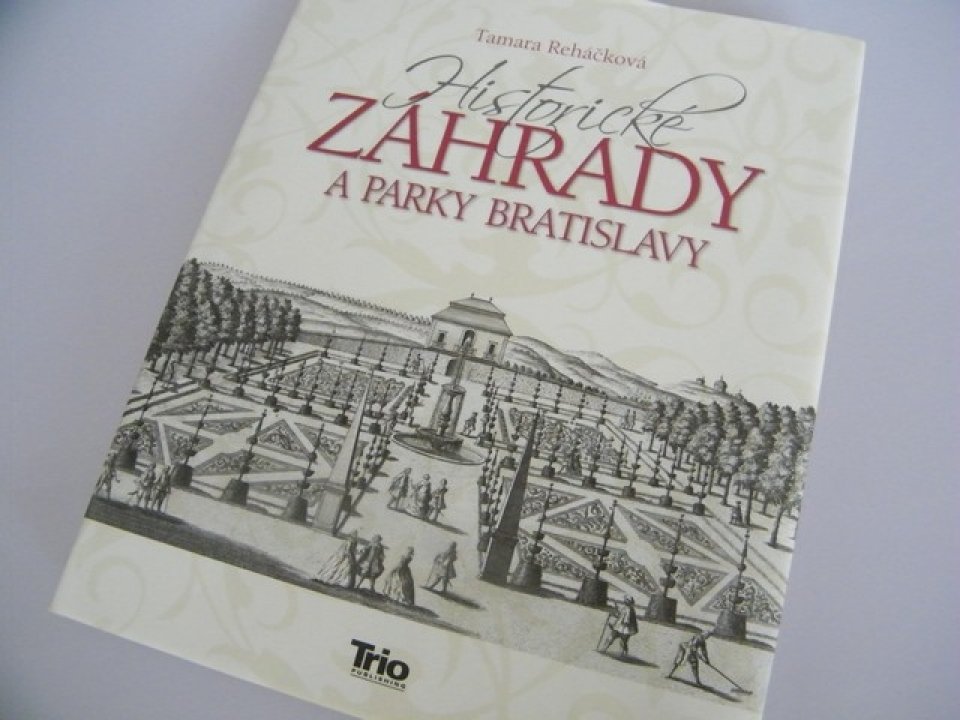 Tamara Reháčková
Historické
ZÁHRADY
A PARKY BRATISLAVY
Trio
PUBLISHING